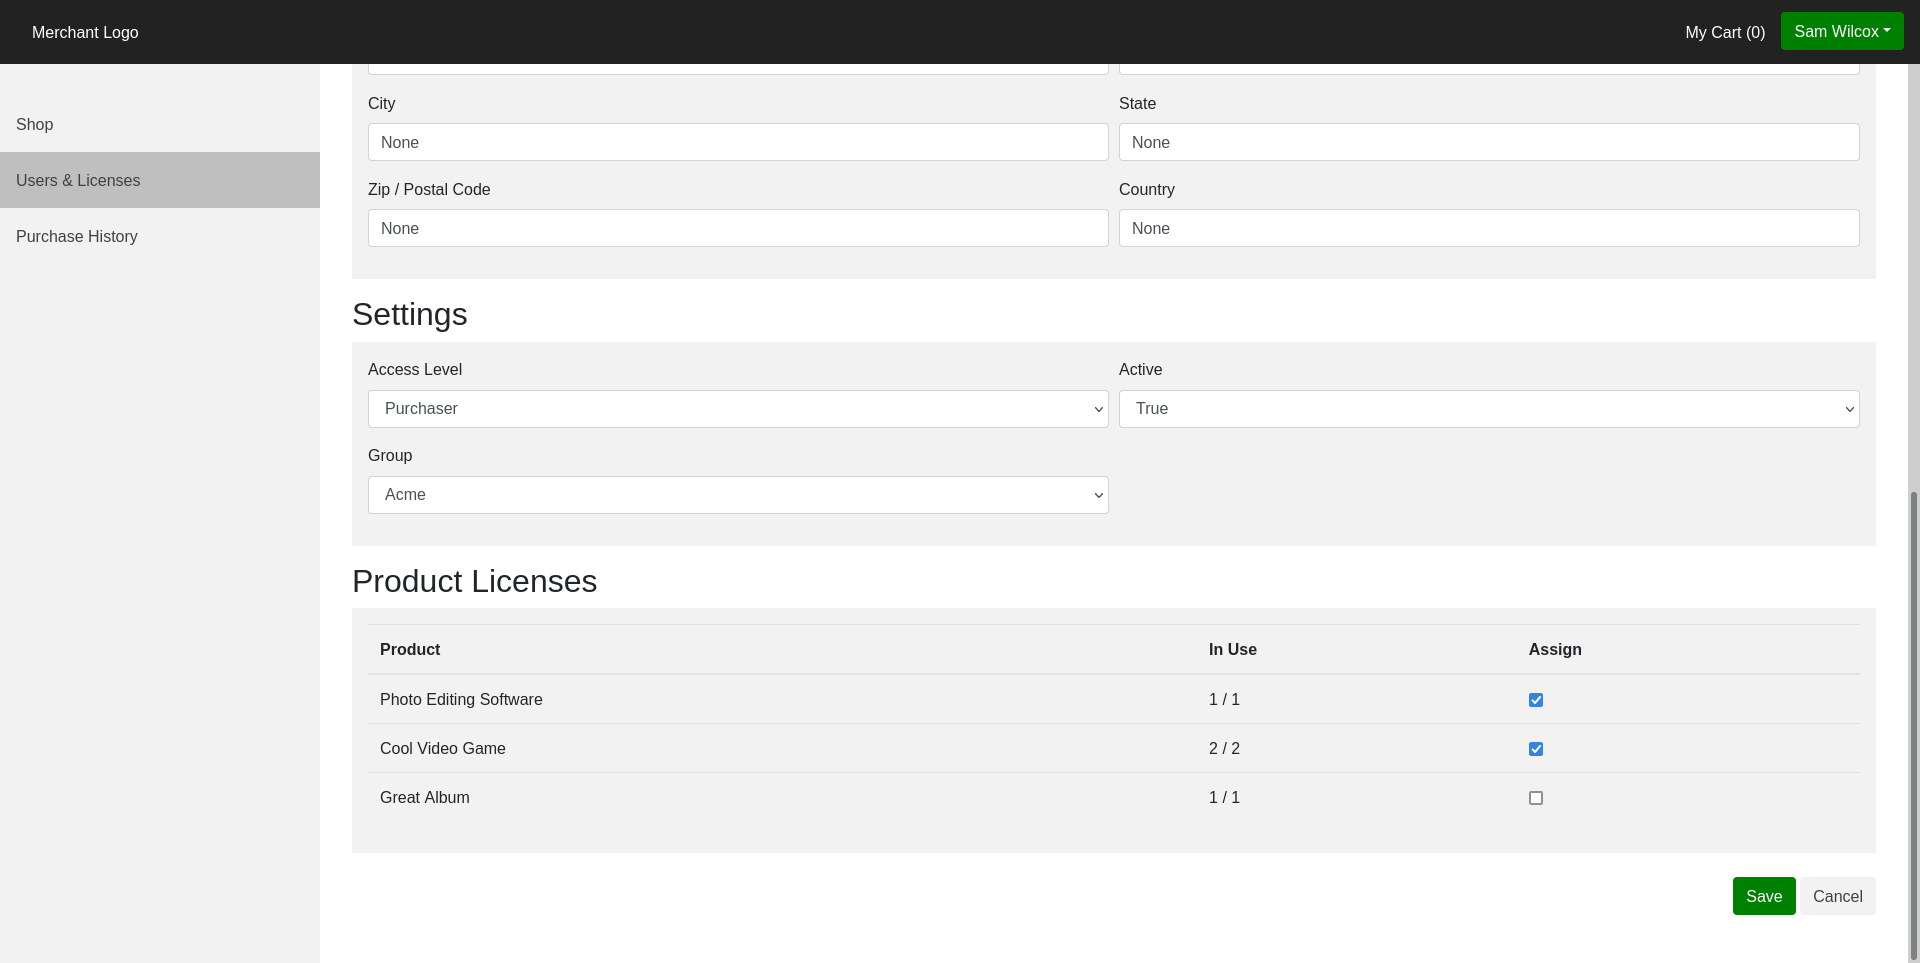 Merchant Logo
My Cart (0)
Sam Wilcox
Shop
Users & Licenses
Purchase History
City
State
None
None
Zip / Postal Code
Country
None
None
Settings
Access Level
Active
Purchaser
True
Group
Acme
Product Licenses
Product In Use Assign
Photo Editing Software 1 / 1
Cool Video Game 2 / 2
Great Album 1 / 1
Save
Cancel